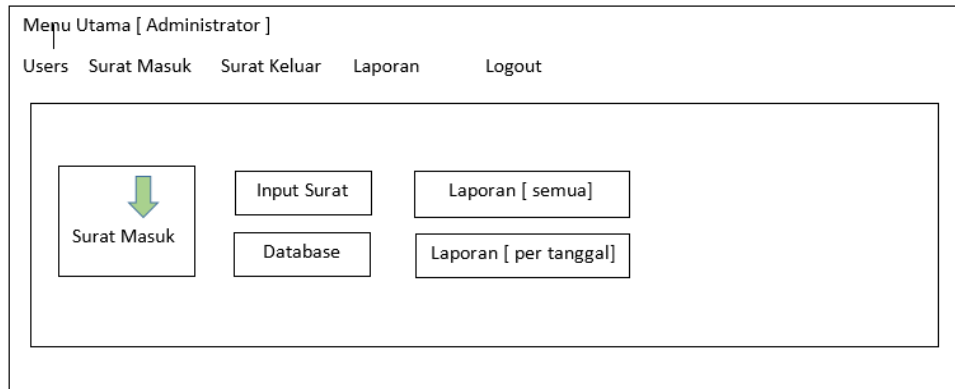 Menu Utama [ Administrator ]
Users Surat Masuk Surat Keluar Laporan Logout
Surat Masuk
Input Surat
Database
Laporan [ semua]
Laporan [ per tanggal]